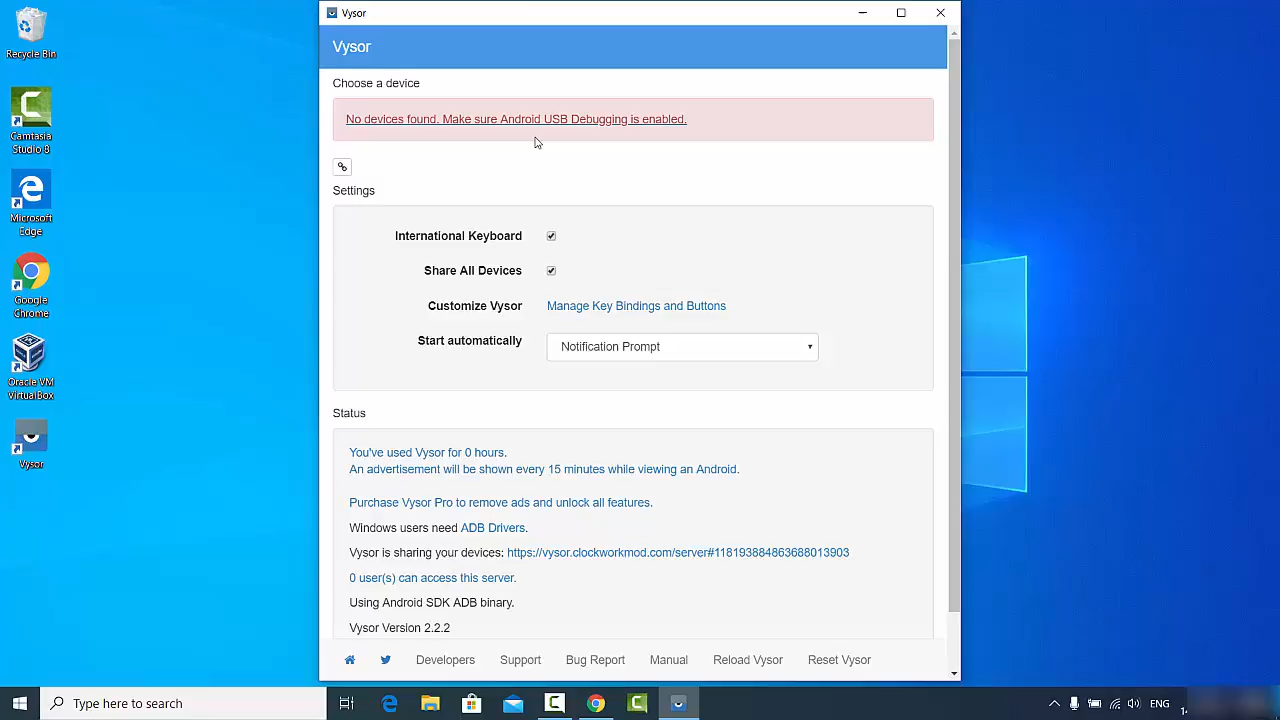 Recycle Bin
Camtasia
Studio 8
Microsoft
Edge
Google
Chrome
Oracle VM
VirtualBox
Vysor
Vysor
Vysor
Choose a device
No devices found. Make sure Android USB Debugging is enabled.
Settings
International Keyboard
Share All Devices
Customize Vysor Manage Key Bindings and Buttons
Start automatically Notification Prompt
Status
You've used Vysor for 0 hours.
An advertisement will be shown every 15 minutes while viewing an Android.
Purchase Vysor Pro to remove ads and unlock all features.
Windows users need ADB Drivers.
Vysor is sharing your devices: https://vysor.clockworkmod.com/server#118193884863688013903
0 user(s) can access this server.
Using Android SDK ADB binary.
Vysor Version 2.2.2
Developers Support Bug Report Manual Reload Vysor Reset Vysor
Type here to search
ENG